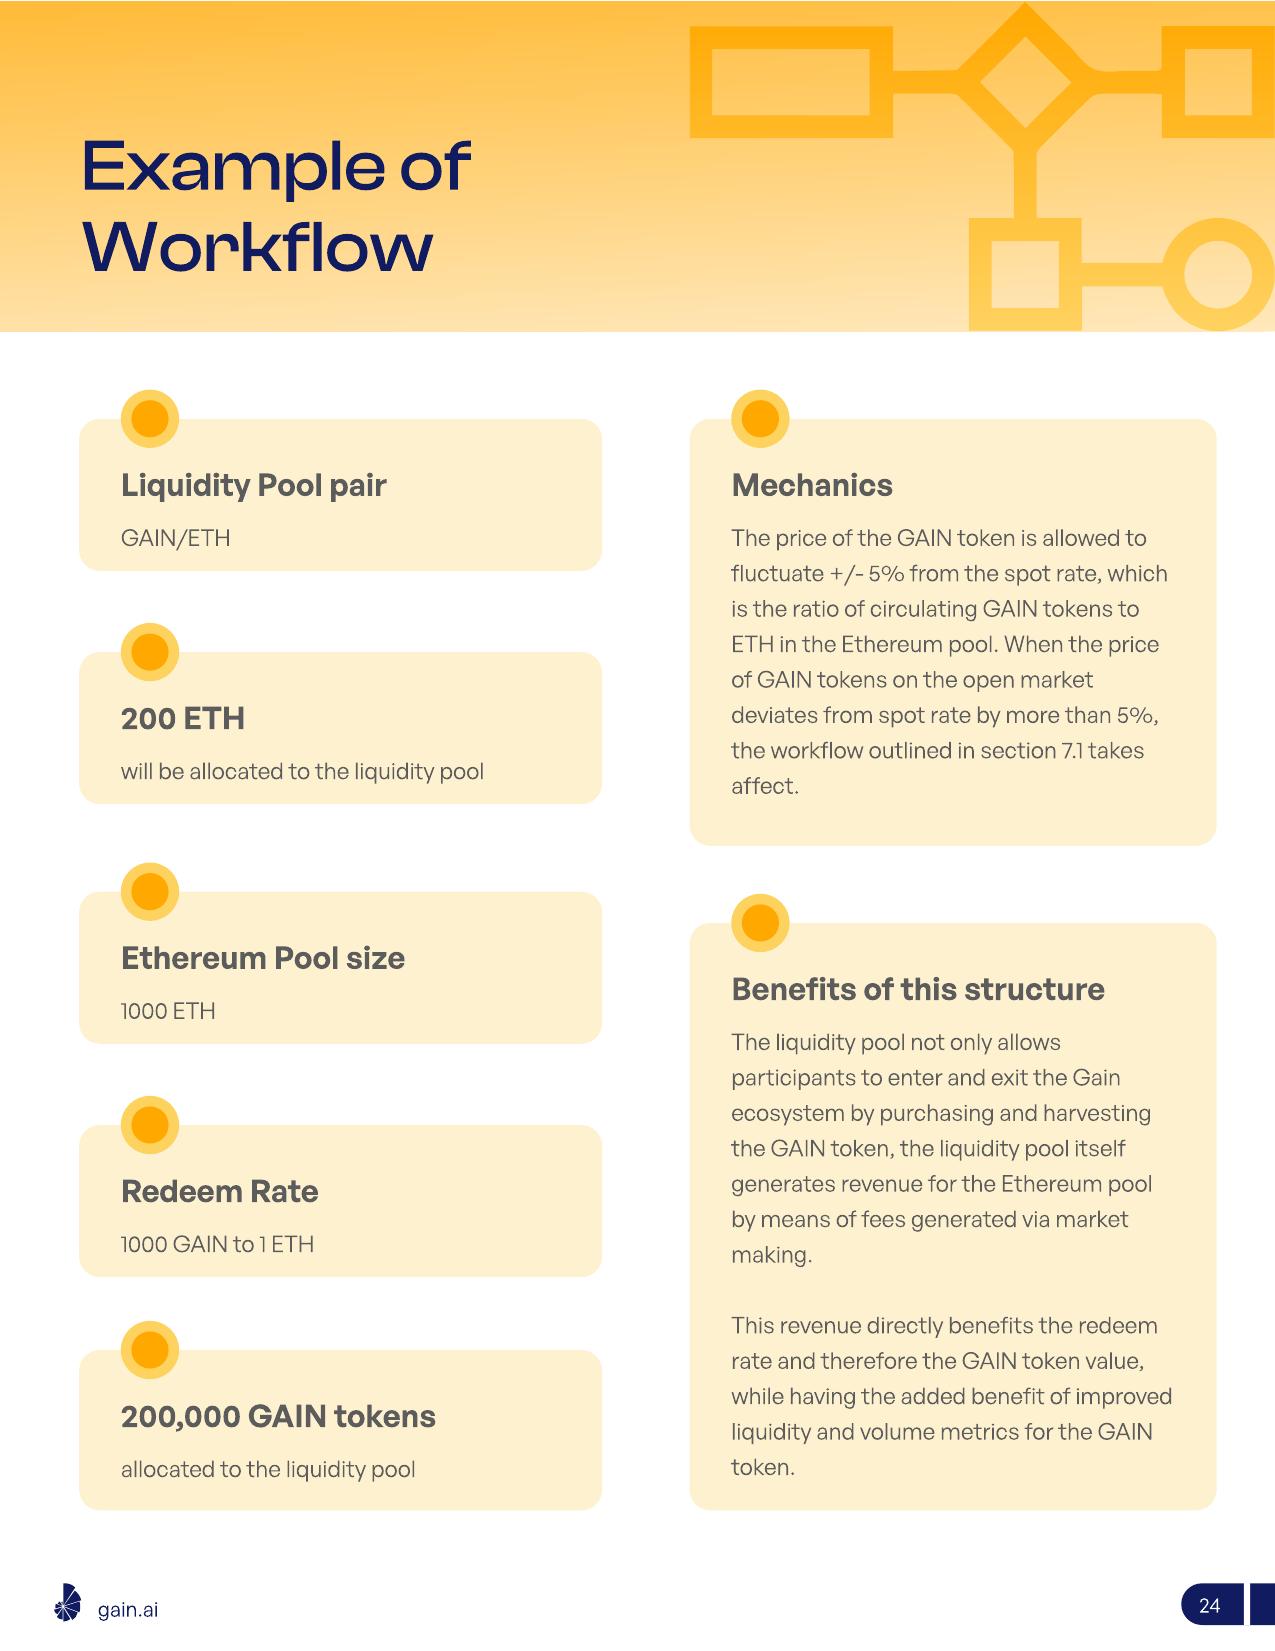 Example of
Workflow
Liquidity Pool pair
GAIN/ETH
200 ETH
will be allocated to the liquidity pool
Ethereum Pool size
1000 ETH
Redeem Rate
1000 GAIN to 1 ETH
200,000 GAIN tokens
allocated to the liquidity pool
Mechanics
The price of the GAIN token is allowed to
fluctuate +/- 5% from the spot rate, which
is the ratio of circulating GAIN tokens to
ETH in the Ethereum pool. When the price
of GAIN tokens on the open market
deviates from spot rate by more than 5%,
the workflow outlined in section 7.1 takes
affect.
Benefits of this structure
The liquidity pool not only allows
participants to enter and exit the Gain
ecosystem by purchasing and harvesting
the GAIN token, the liquidity pool itself
generates revenue for the Ethereum pool
by means of fees generated via market
making.
This revenue directly benefits the redeem
rate and therefore the GAIN token value,
while having the added benefit of improved
liquidity and volume metrics for the GAIN
token.
gain.ai
24